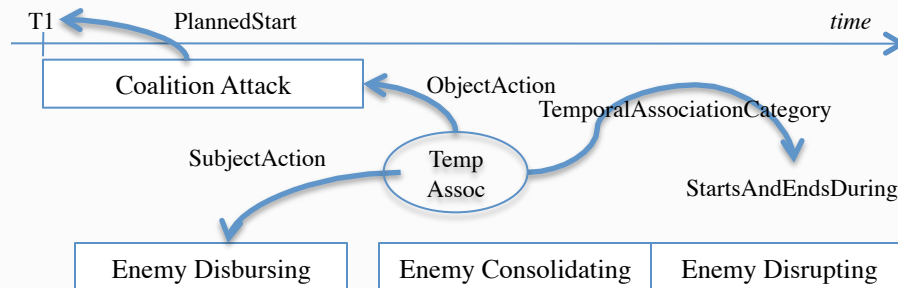 T1
PlannedStart
time
Coalition Attack
ObjectAction
TemporalAssociationCategory
SubjectAction
Temp
Assoc
StartsAndEndsDuring
Enemy Disbursing
Enemy Consolidating
Enemy Disrupting